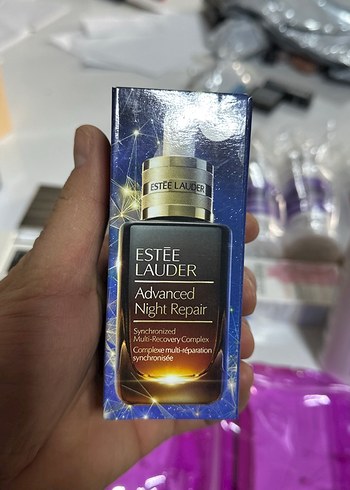 ESTĒE LAUDER
ESTĒE
LAUDER
Advanced
Night Repair
Synchronized
Multi-Recovery Complex
Complexe multi-réparation
synchronisée